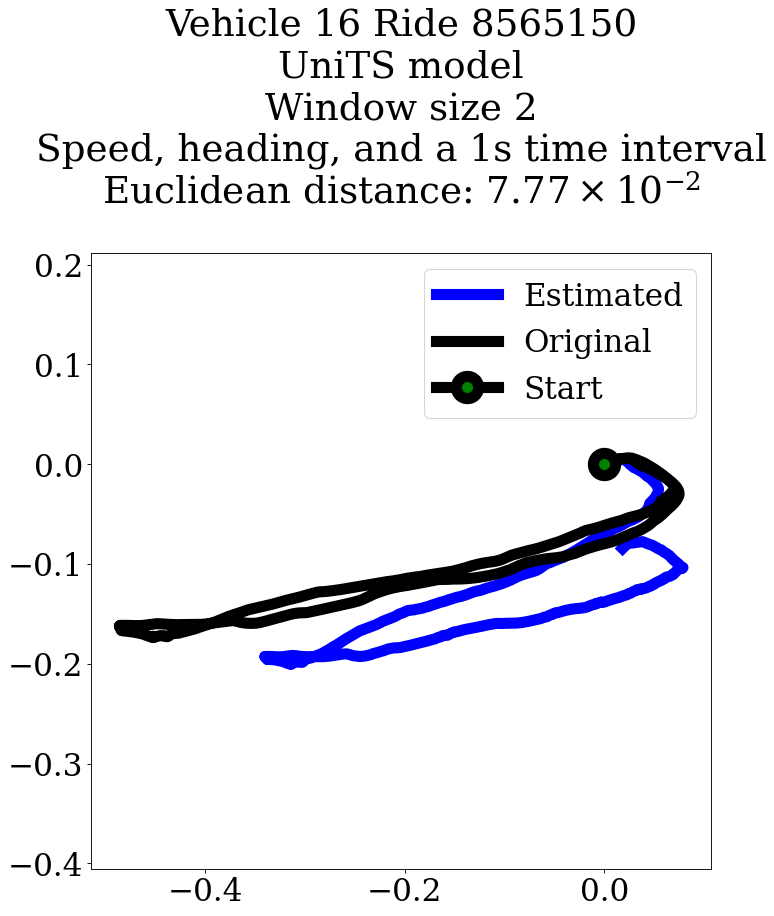 Vehicle 16 Ride 8565150
UniTS model
Window size 2
Speed, heading, and a 1s time interval
Euclidean distance: 7.77 × 10⁻²
Estimated
Original
Start
0.2
0.1
0.0
−0.1
−0.2
−0.3
−0.4
−0.4 −0.2 0.0